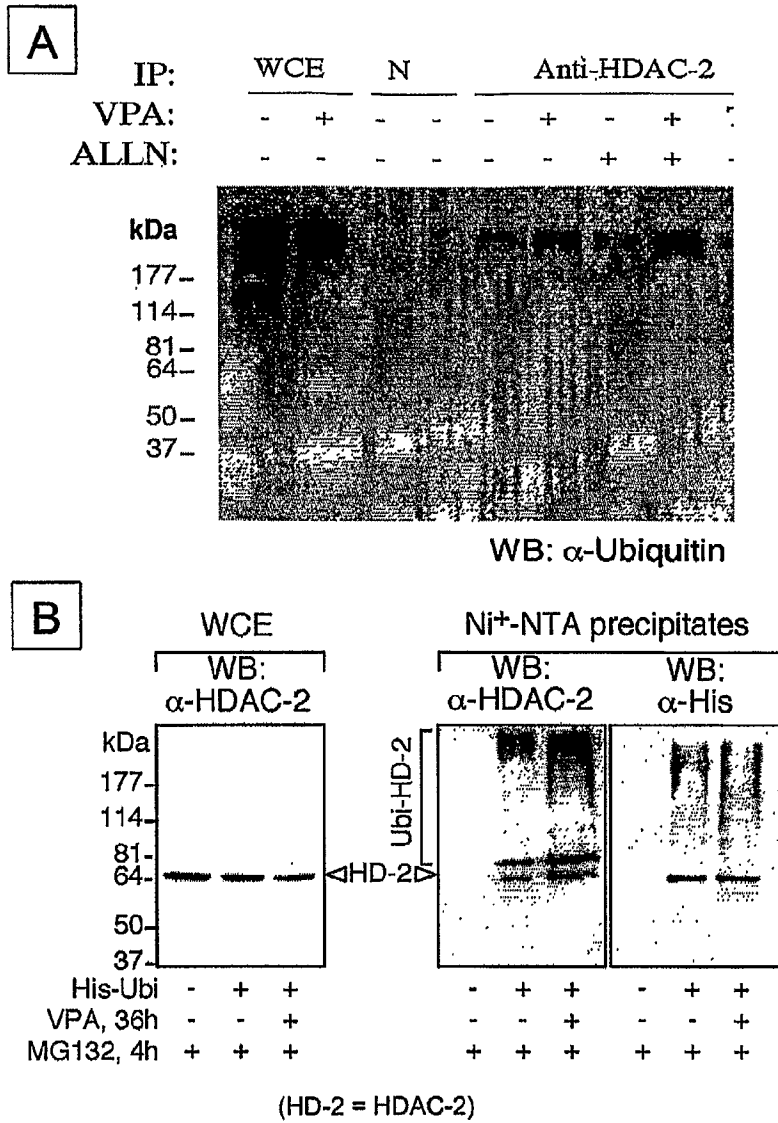 A
IP: WCE N Anti-HDAC-2
VPA: - + - - - + - +
ALLN: - - - - - - + + -
kDa
177
114
81
64
50
37
WB: α-Ubiquitin
B
WCE Ni+-NTA precipitates
WB: WB: WB:
α-HDAC-2 α-HDAC-2 α-His
kDa
177
114
81
64
50
37
Ubi-HD-2
HD-2
His-Ubi - + + - + + - + +
VPA, 36h - - + - - + - - +
MG132, 4h + + + + + + + + +
(HD-2 = HDAC-2)